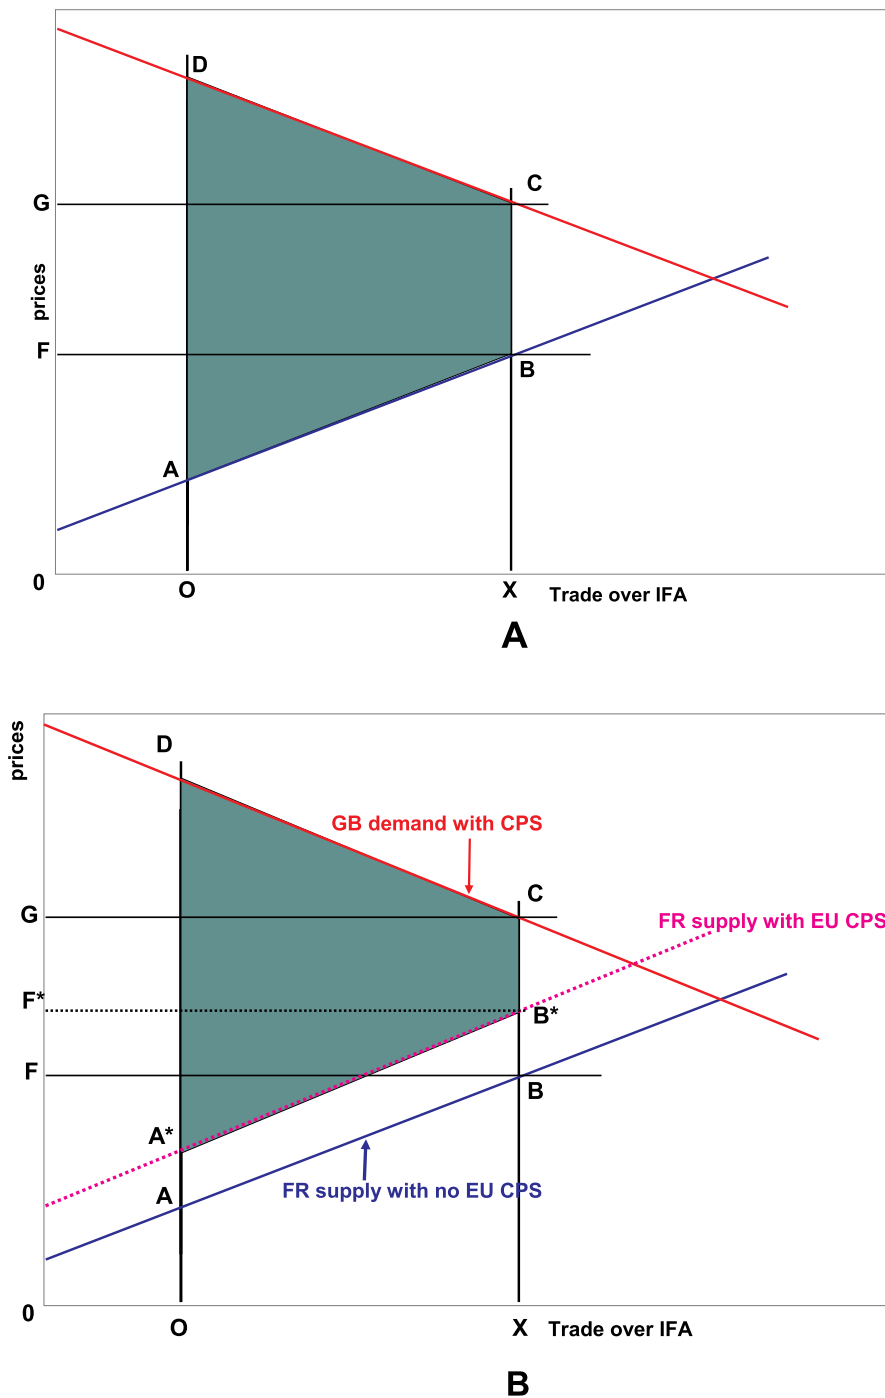 D
C
G
prices
F
B
A
0
O
X
Trade over IFA
A
prices
D
GB demand with CPS
C
G
FR supply with EU CPS
F*
B*
F
B
A*
A
FR supply with no EU CPS
0
O
X
Trade over IFA
B